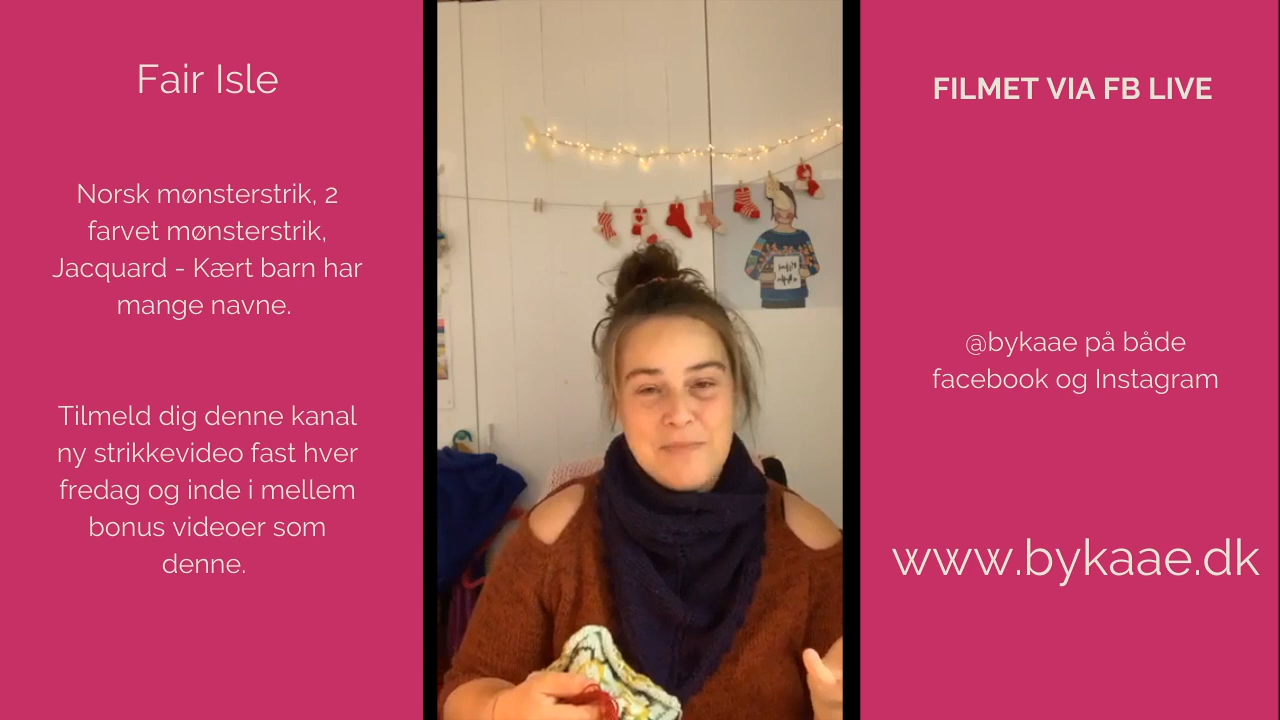 Fair Isle
Norsk mønsterstrik, 2
farvet mønsterstrik,
Jacquard - Kært barn har
mange navne.
Tilmeld dig denne kanal
ny strikkevideo fast hver
fredag og inde i mellem
bonus videoer som
denne.
FILMET VIA FB LIVE
@bykaae på både
facebook og Instagram
www.bykaae.dk